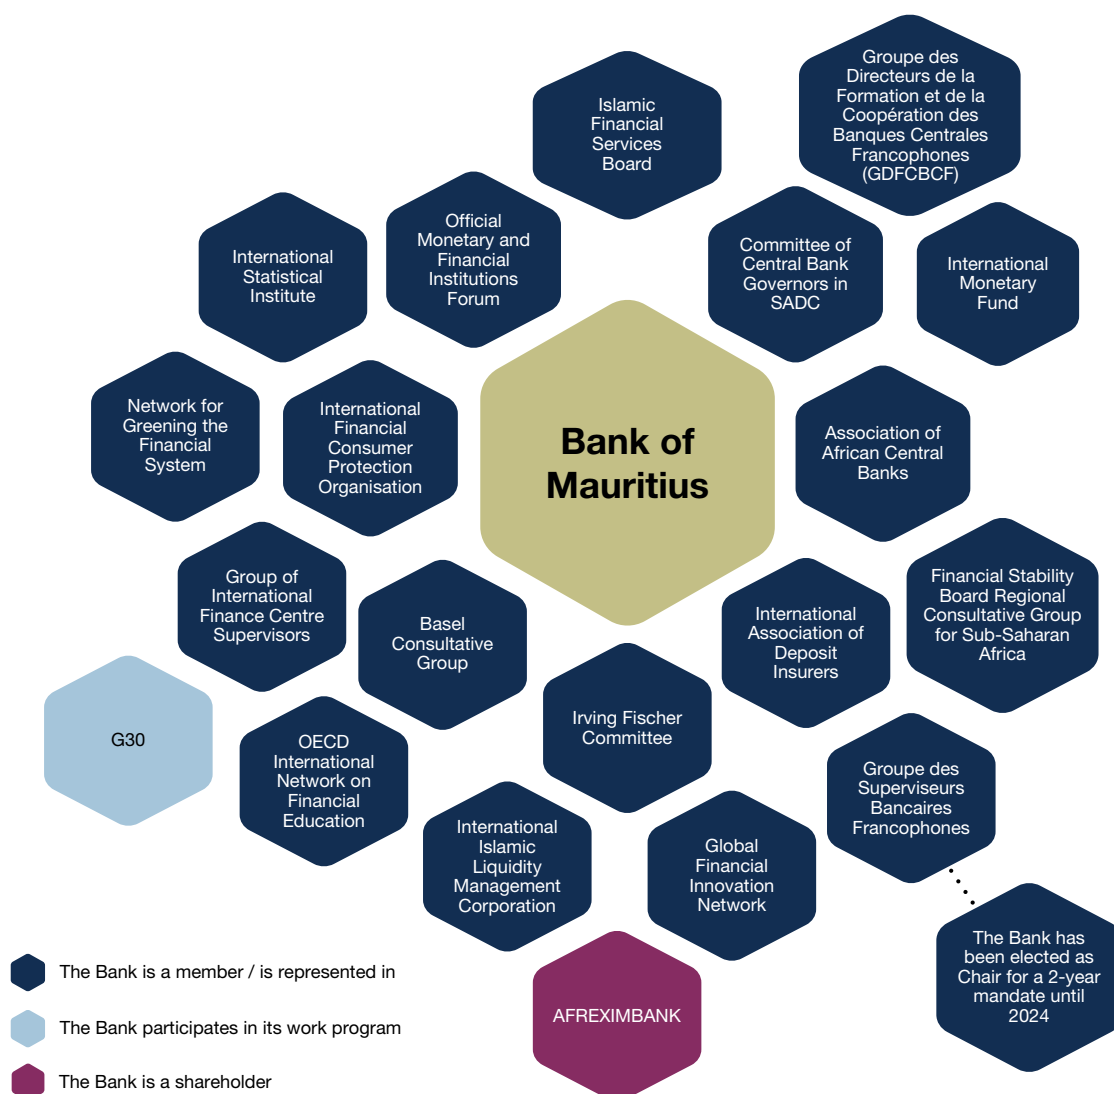 Groupe des
Directeurs de la
Formation et de la
Coopération des
Banques Centrales
Francophones
(GDFCBCF)
Islamic
Financial
Services
Board
Official
Monetary and
Financial
Institutions
Forum
International
Statistical
Institute
Committee of
Central Bank
Governors in
SADC
International
Monetary
Fund
Network for
Greening the
Financial
System
International
Financial
Consumer
Protection
Organisation
Bank of
Mauritius
Association of
African Central
Banks
Group of
International
Finance Centre
Supervisors
Basel
Consultative
Group
International
Association of
Deposit
Insurers
Financial Stability
Board Regional
Consultative Group
for Sub-Saharan
Africa
G30
OECD
International
Network on
Financial
Education
Irving Fischer
Committee
Groupe des
Superviseurs
Bancaires
Francophones
International
Islamic
Liquidity
Management
Corporation
Global
Financial
Innovation
Network
The Bank has
been elected as
Chair for a 2-year
mandate until
2024
AFREXIMBANK
The Bank is a member / is represented in
The Bank participates in its work program
The Bank is a shareholder